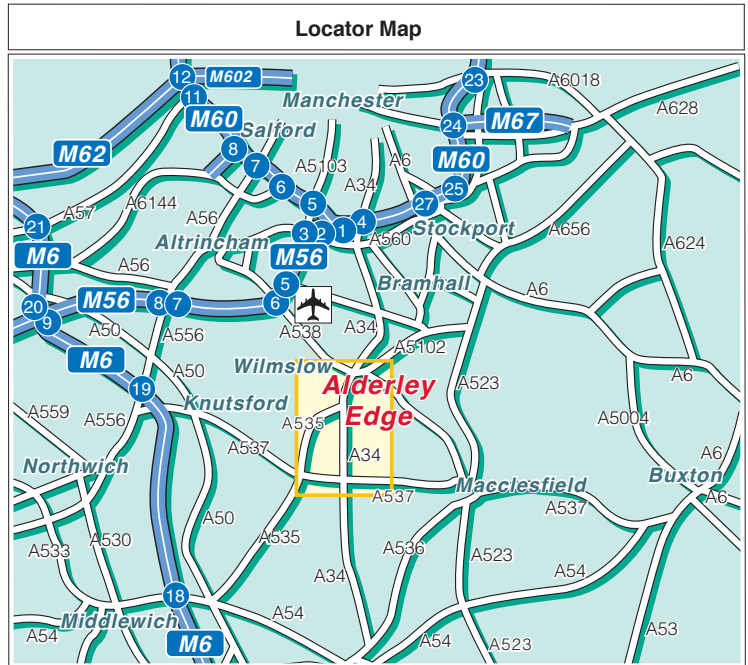 Locator Map
12
M602
23
A6018
11
Manchester
A628
M60
24
M67
Salford
M62
8
A5103
A6
M60
7
6
A34
25
A6144
5
27
A57
A56
4
21
3
2
1
Stockport
A656
Altrincham
A560
M6
M56
A624
A56
5
Bramhall
A6
20
M56
8
7
6
9
A50
A556
A538
A34
A5102
M6
A50
Wilmslow
A6
19
Alderley
A523
Edge
A559
A556
Knutsford
A535
A5004
A537
A34
A6
Northwich
Buxton
Macclesfield
A537
A6
A537
A50
A533
A530
A535
A536
A523
A34
A54
18
Middlewich
A54
A54
A54
A53
M6
A523